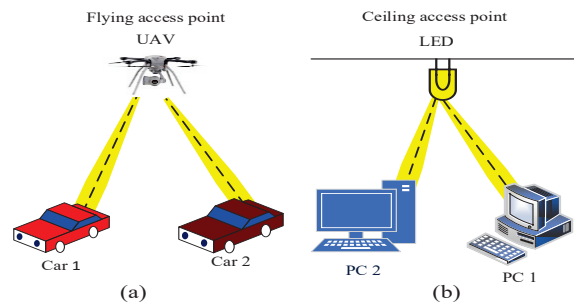 Flying access point
UAV
Car 1
Car 2
(a)
Ceiling access point
LED
PC 2
PC 1
(b)